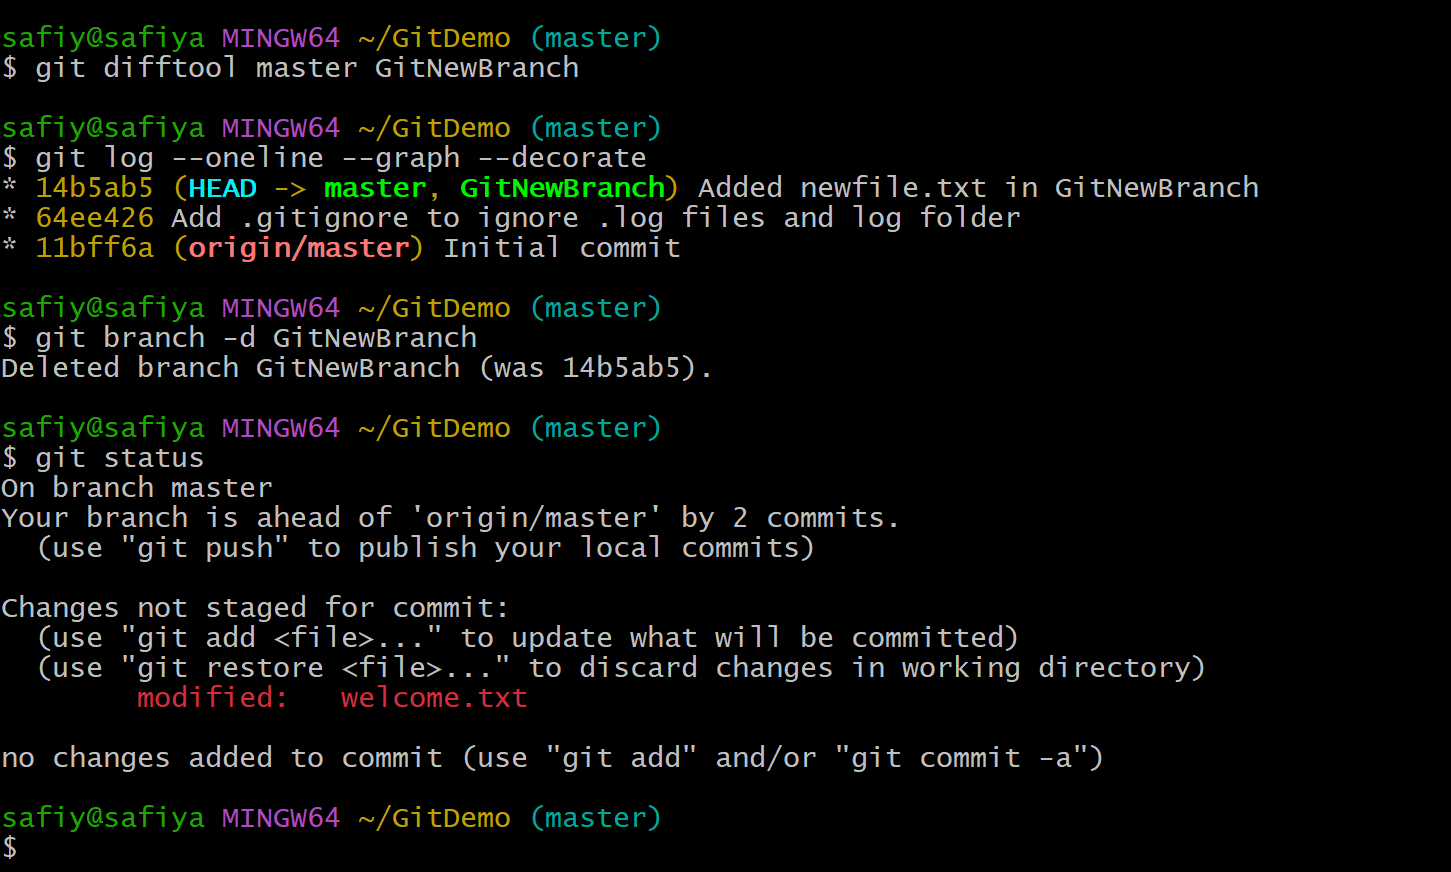 safiy@safiya MINGW64 ~/GitDemo (master)
$ git difftool master GitNewBranch
safiy@safiya MINGW64 ~/GitDemo (master)
$ git log --oneline --graph --decorate
* 14b5ab5 (HEAD -> master, GitNewBranch) Added newfile.txt in GitNewBranch
* 64ee426 Add .gitignore to ignore .log files and log folder
* 11bff6a (origin/master) Initial commit
safiy@safiya MINGW64 ~/GitDemo (master)
$ git branch -d GitNewBranch
Deleted branch GitNewBranch (was 14b5ab5).
safiy@safiya MINGW64 ~/GitDemo (master)
$ git status
On branch master
Your branch is ahead of 'origin/master' by 2 commits.
  (use "git push" to publish your local commits)
Changes not staged for commit:
  (use "git add <file>..." to update what will be committed)
  (use "git restore <file>..." to discard changes in working directory)
        modified:   welcome.txt
no changes added to commit (use "git add" and/or "git commit -a")
safiy@safiya MINGW64 ~/GitDemo (master)
$